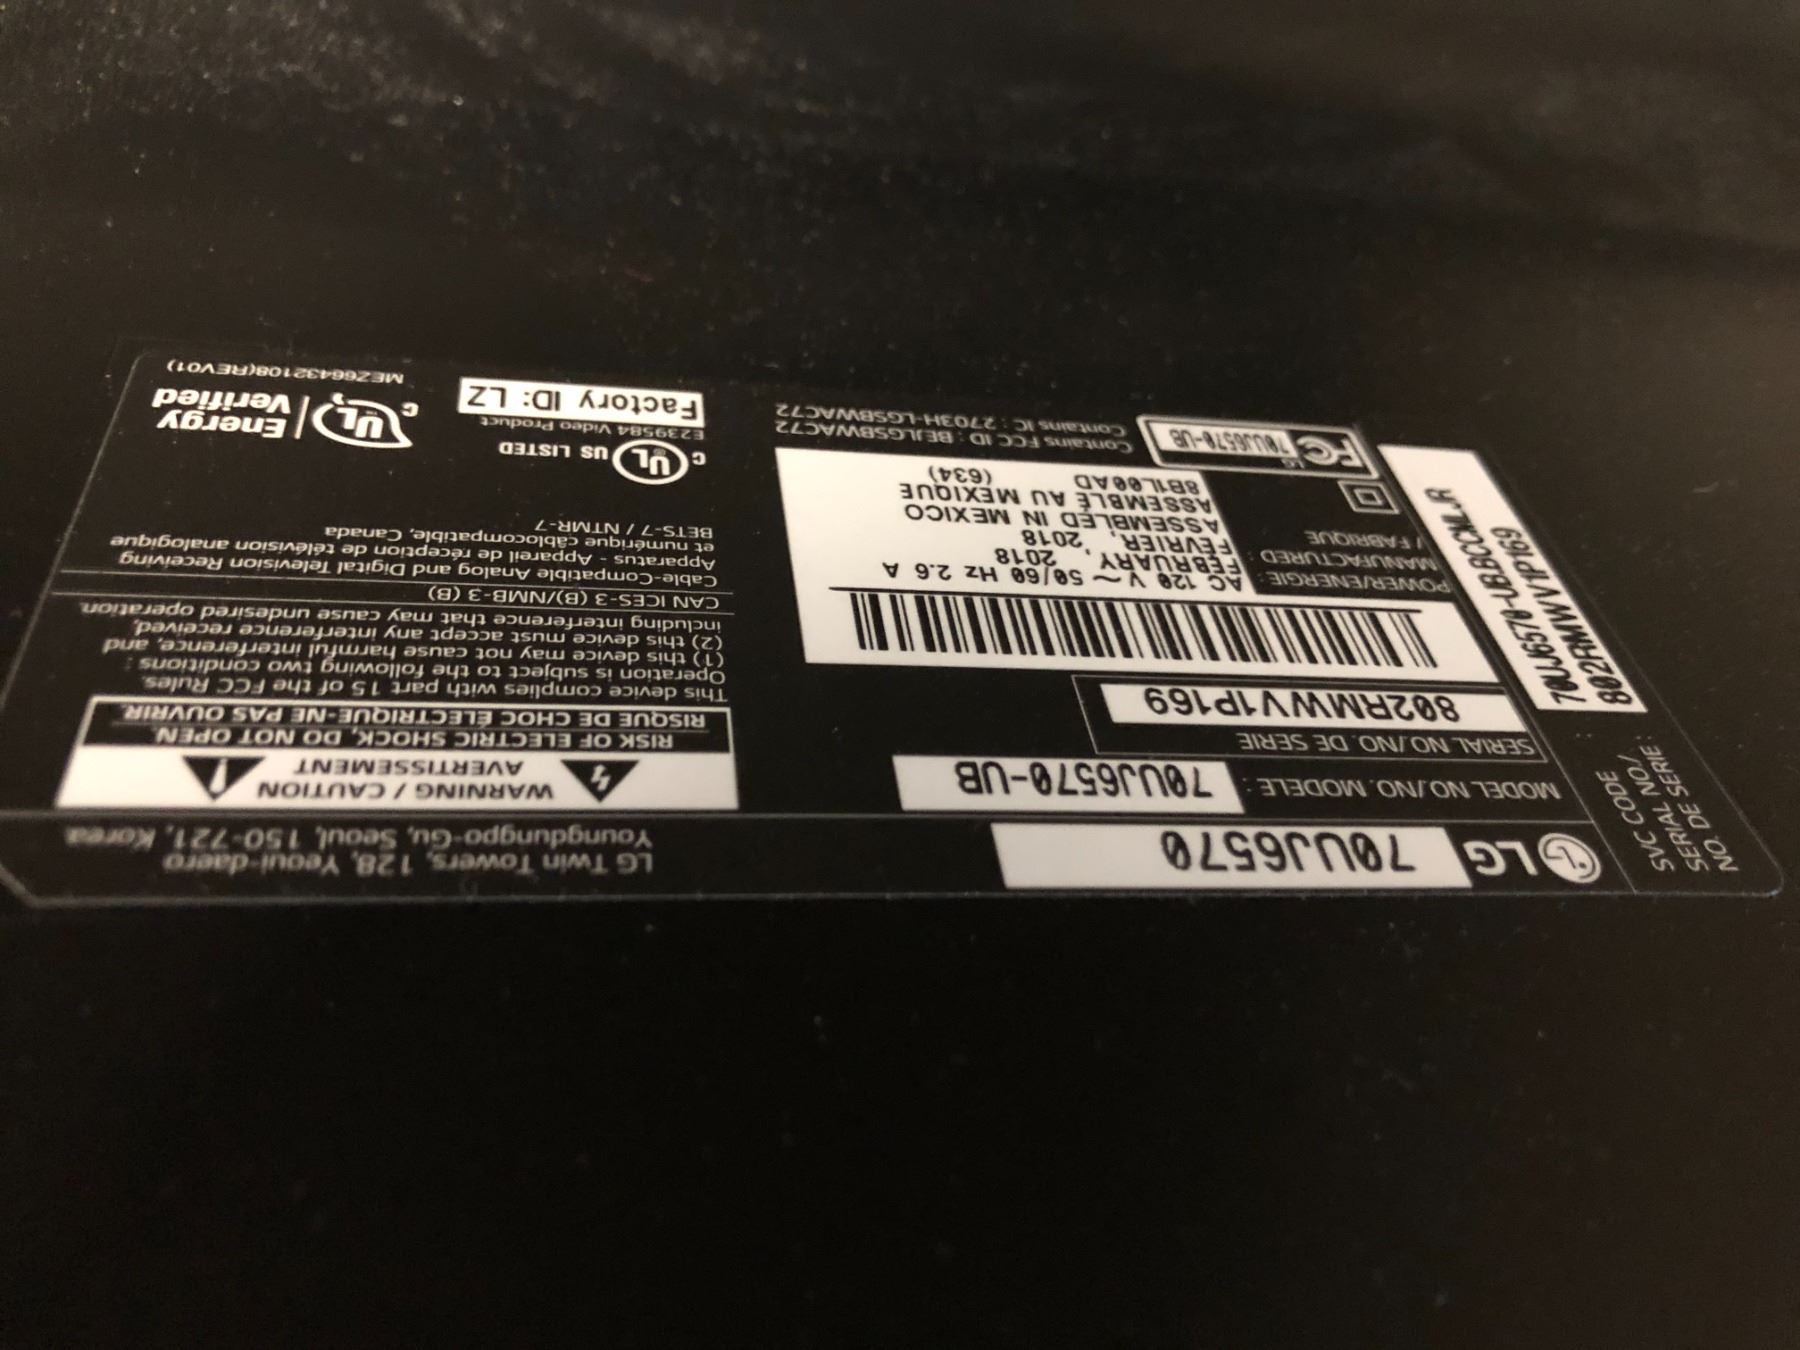 LG 70UJ6570
MODEL NO./NO. MODELE : 70UJ6570-UB
SERIAL NO./NO. DE SERIE
802RMWV1P169
POWER/ENERGIE : AC 120 V ~ 50/60 Hz 2.6 A
MANUFACTURED : FEBRUARY, 2018
/ FABRIQUE FÉVRIER, 2018
ASSEMBLED IN MEXICO
ASSEMBLÉ AU MEXIQUE
8B1L00AD (634)
FC LG
70UJ6570-UB
Contains FCC ID : BEJLGSBWAC72
Contains IC : 2703H-LGSBWAC72
SVC CODE
SERIAL NO/
NO. DE SERIE :
70UJ6570-UB.BCCWLJR
802RMWV1P169
LG Twin Towers, 128, Yeoui-daero
Youngdungpo-Gu, Seoul, 150-721, Korea
WARNING / CAUTION
AVERTISSEMENT
RISK OF ELECTRIC SHOCK, DO NOT OPEN.
RISQUE DE CHOC ÉLECTRIQUE-NE PAS OUVRIR.
This device complies with part 15 of the FCC Rules.
Operation is subject to the following two conditions :
(1) this device may not cause harmful interference, and
(2) this device must accept any interference received,
including interference that may cause undesired operation.
CAN ICES-3 (B)/NMB-3 (B)
Cable-Compatible Analog and Digital Television Receiving
Apparatus - Appareil de réception de télévision analogique
et numérique câblocompatible, Canada
BETS-7 / NTMR-7
C UL ® US LISTED
E239584 Video Product
Factory ID: LZ
C UL Energy
Verified
MEZ66432108(REV01)